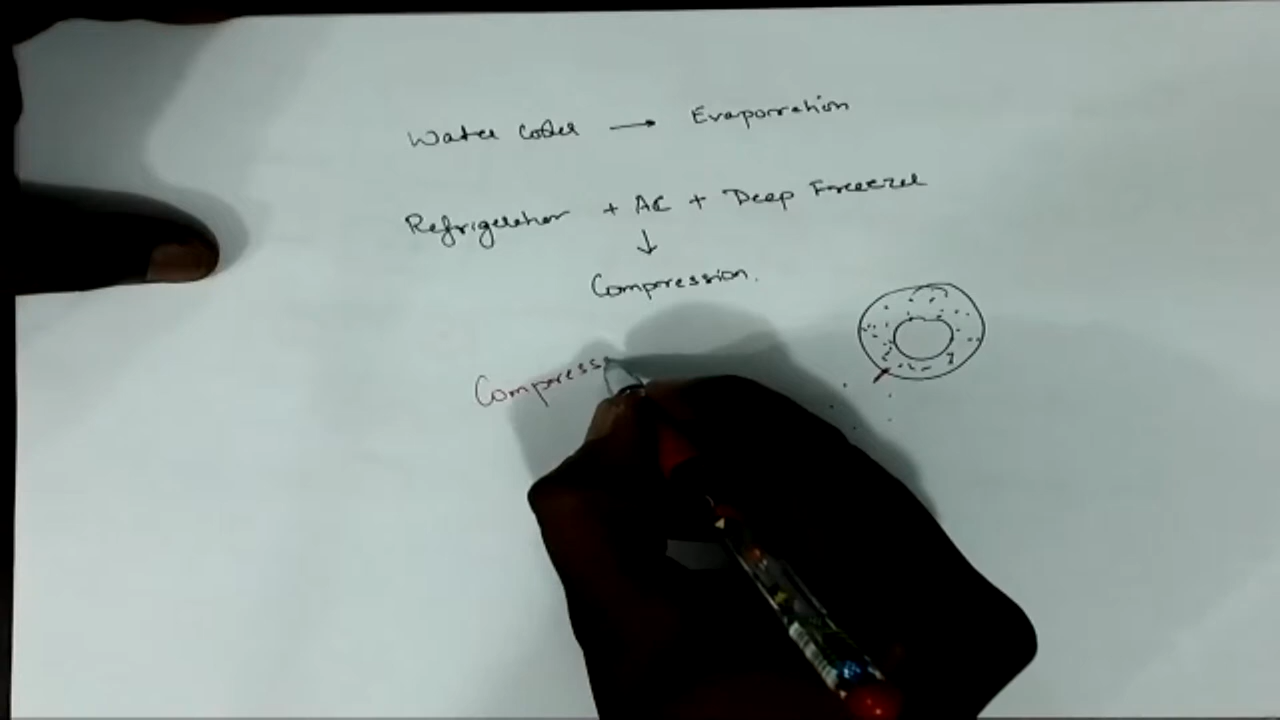 Water Cooler → Evaporation
Refrigerator + AC + Deep Freezer
↓
Compression.
Compress